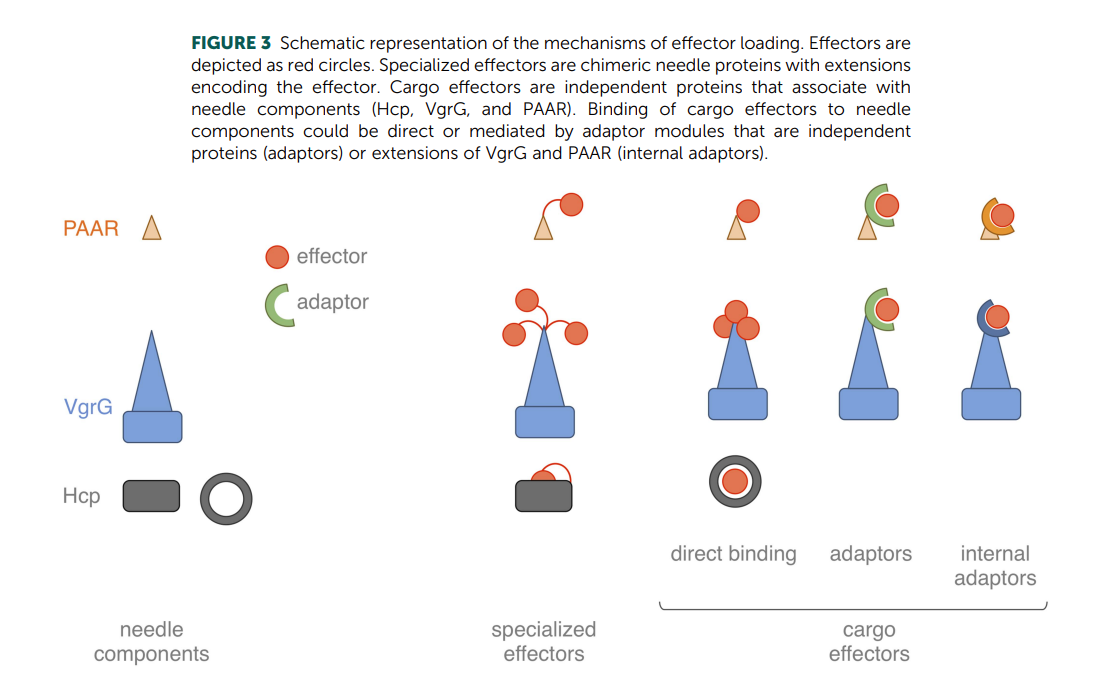 FIGURE 3 Schematic representation of the mechanisms of effector loading. Effectors are
depicted as red circles. Specialized effectors are chimeric needle proteins with extensions
encoding the effector. Cargo effectors are independent proteins that associate with
needle components (Hcp, VgrG, and PAAR). Binding of cargo effectors to needle
components could be direct or mediated by adaptor modules that are independent
proteins (adaptors) or extensions of VgrG and PAAR (internal adaptors).
PAAR
effector
adaptor
VgrG
Hcp
direct binding
adaptors
internal
adaptors
needle
components
specialized
effectors
cargo
effectors